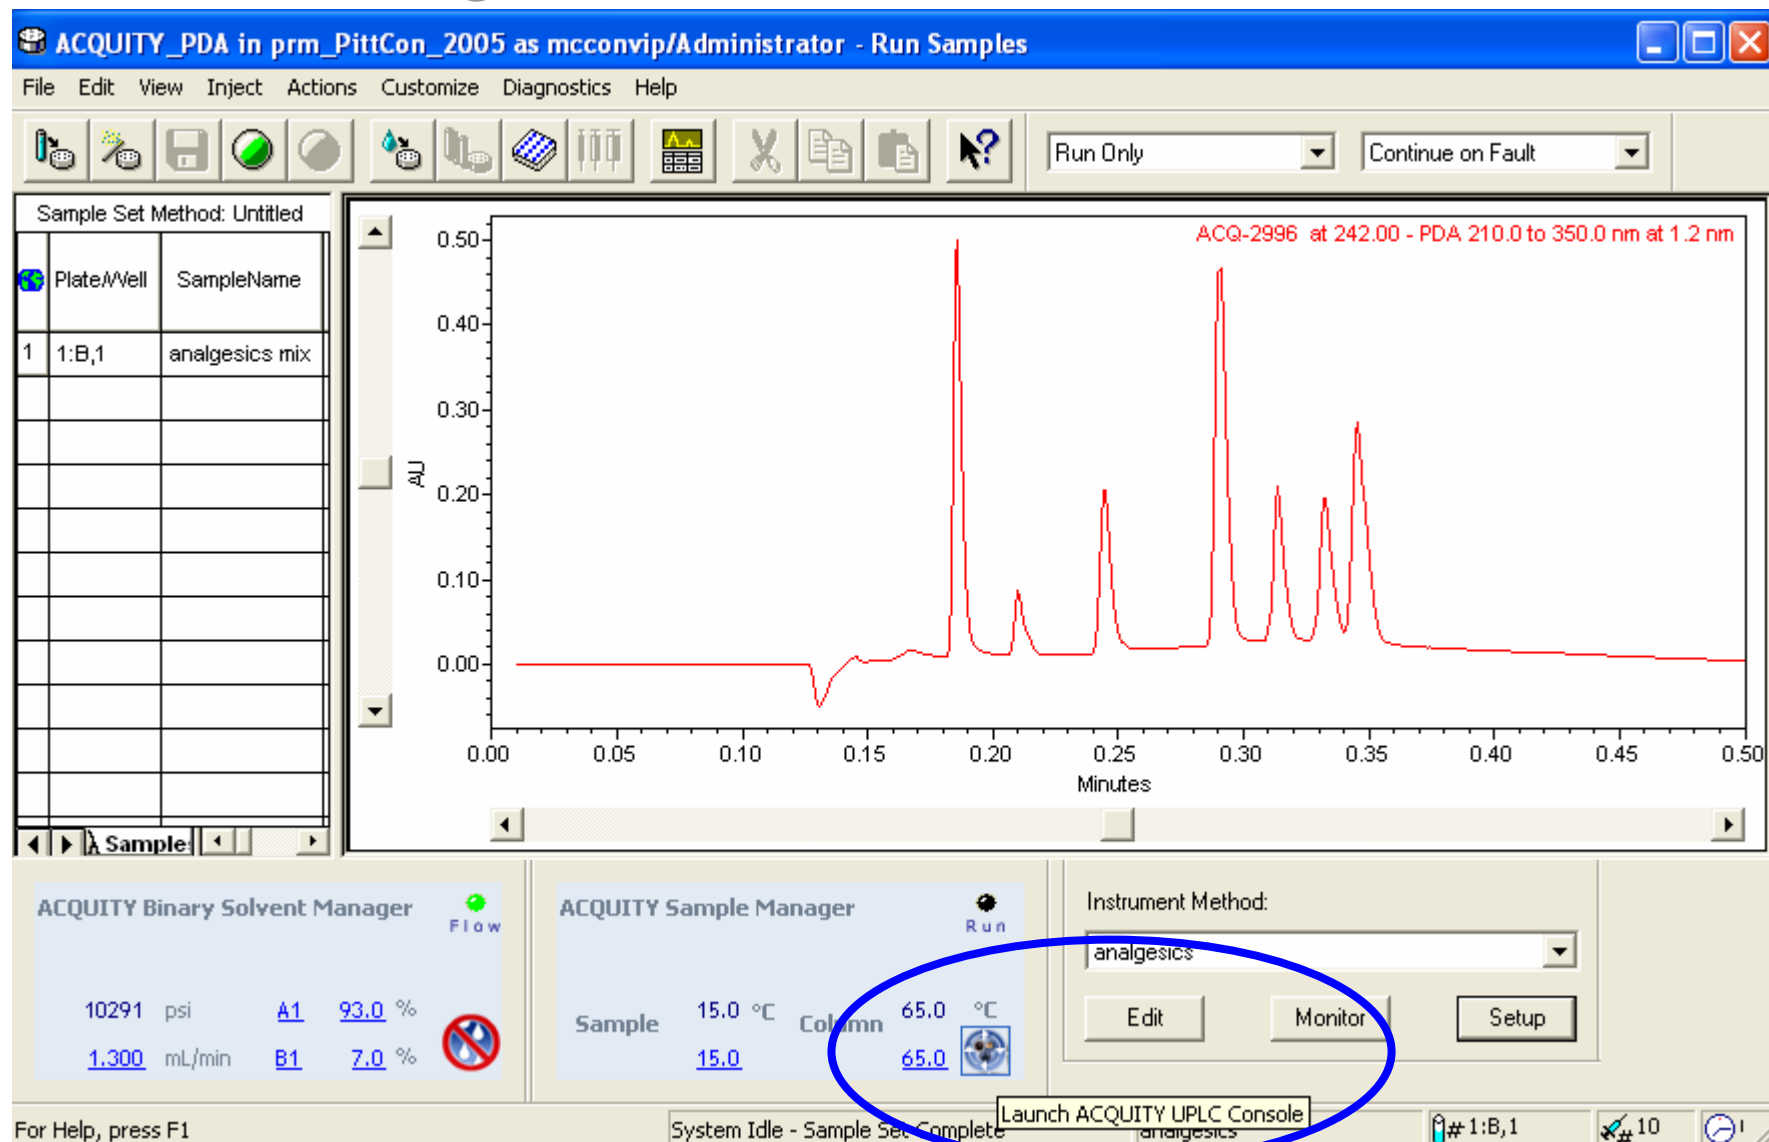 ACQUITY_PDA in prm_PittCon_2005 as mcconvip/Administrator - Run Samples
File Edit View Inject Actions Customize Diagnostics Help
Run Only Continue on Fault
Sample Set Method: Untitled
Plate/Well SampleName
1 1:B,1 analgesics mix
Samples
ACQ-2996 at 242.00 - PDA 210.0 to 350.0 nm at 1.2 nm
0.50
0.40
0.30
0.20
0.10
0.00
AU
0.00 0.05 0.10 0.15 0.20 0.25 0.30 0.35 0.40 0.45 0.50
Minutes
ACQUITY Binary Solvent Manager
Flow
10291 psi A1 93.0 %
1.300 mL/min B1 7.0 %
ACQUITY Sample Manager
Run
Sample 15.0 °C Column 65.0 °C
15.0 65.0
Instrument Method:
analgesics
Edit Monitor Setup
Launch ACQUITY UPLC Console
For Help, press F1 System Idle - Sample Set Complete analgesics #1:B,1 #10